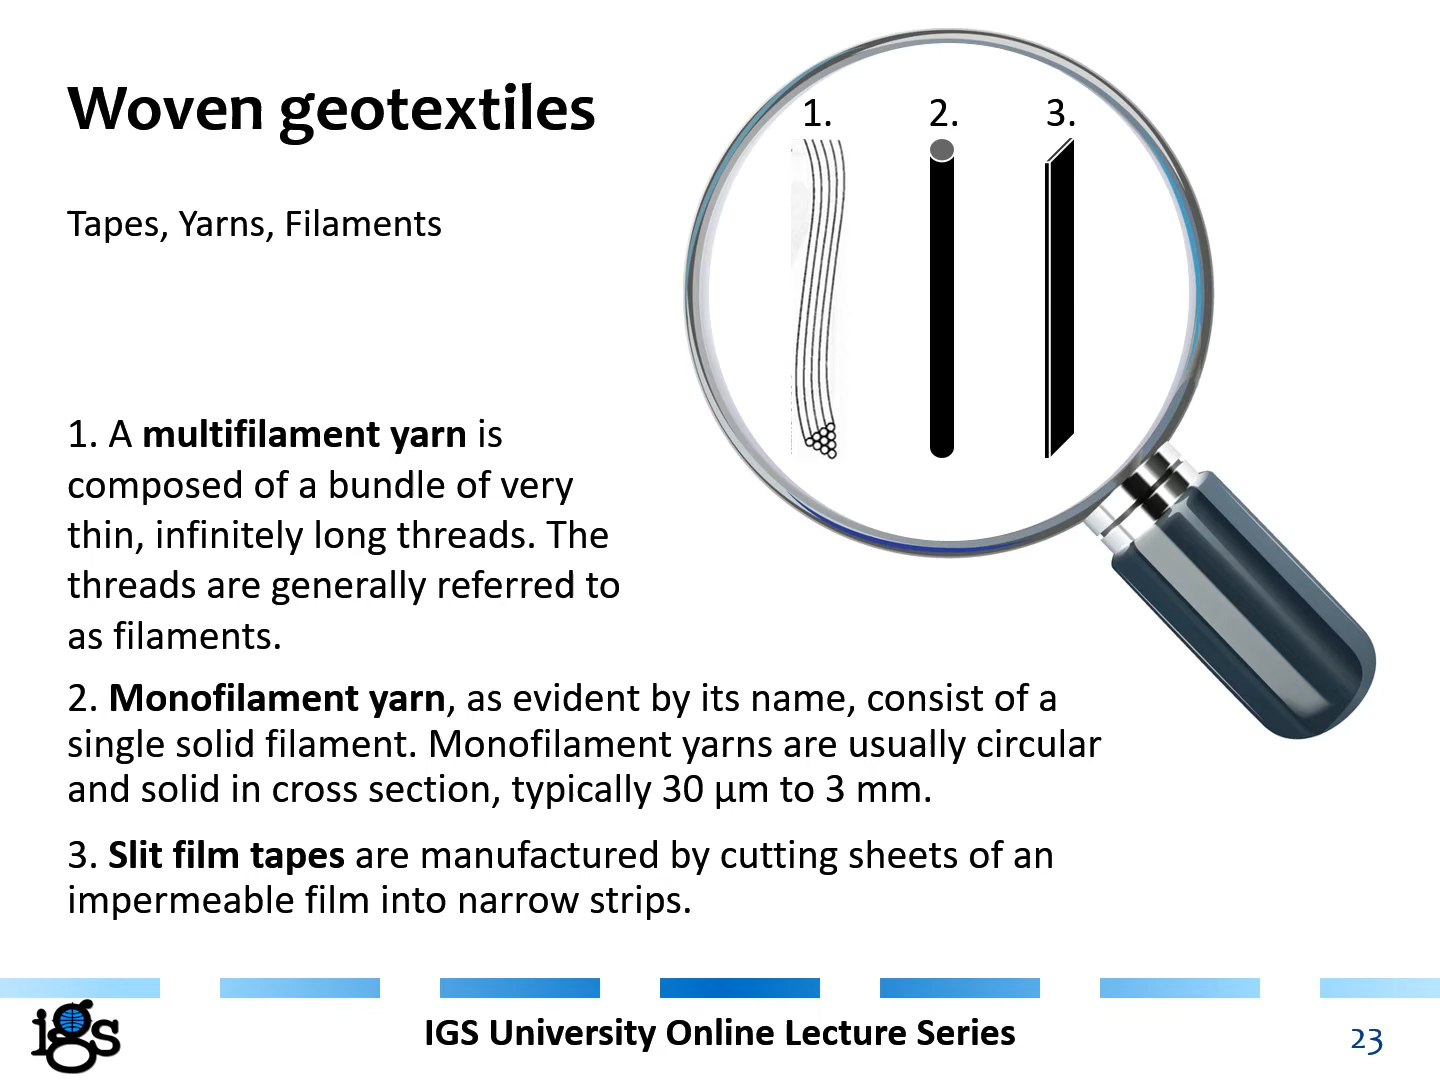 Woven geotextiles
Tapes, Yarns, Filaments
1. 2. 3.
1. A multifilament yarn is
composed of a bundle of very
thin, infinitely long threads. The
threads are generally referred to
as filaments.
2. Monofilament yarn, as evident by its name, consist of a
single solid filament. Monofilament yarns are usually circular
and solid in cross section, typically 30 µm to 3 mm.
3. Slit film tapes are manufactured by cutting sheets of an
impermeable film into narrow strips.
igs
IGS University Online Lecture Series
23